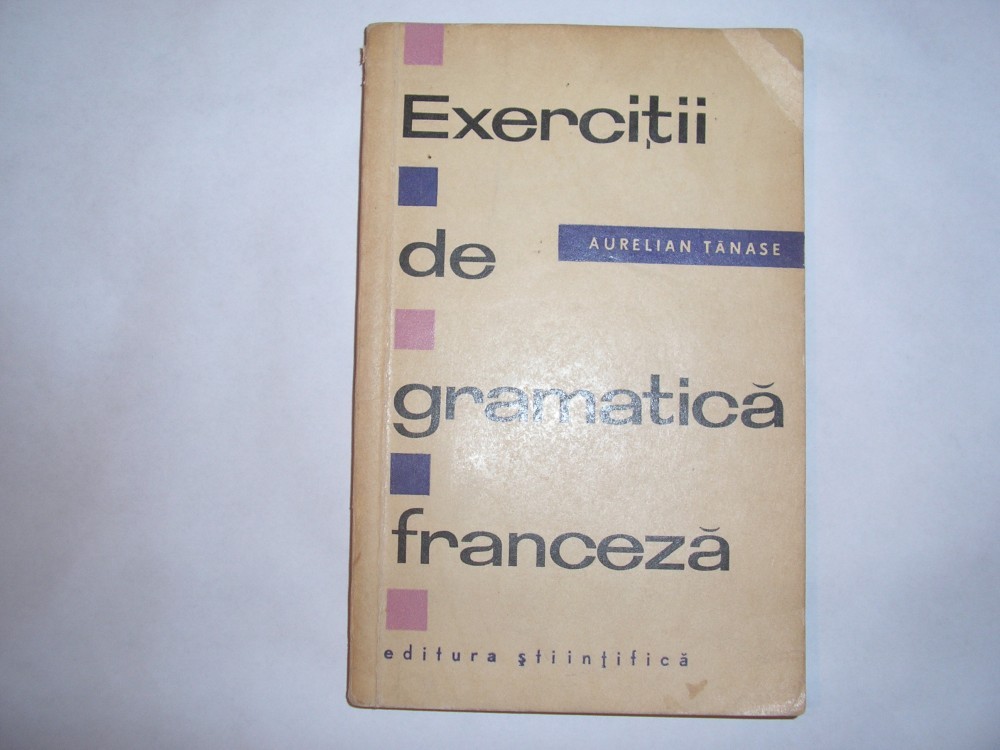 Exerciții
de
AURELIAN TĂNASE
gramatică
franceză
editura științifică